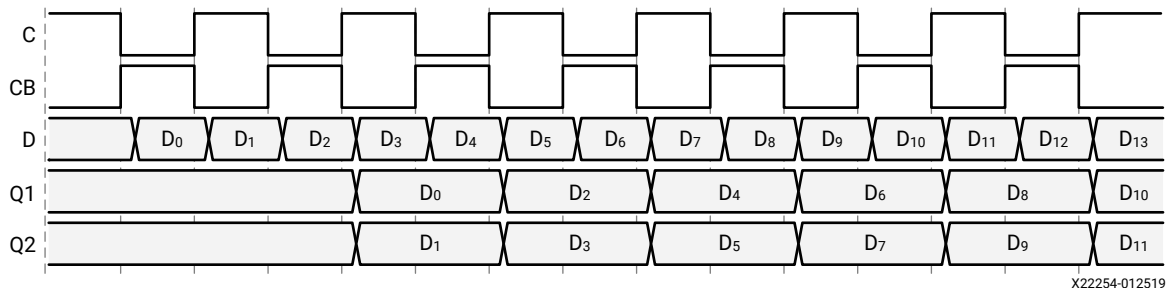 C
CB
D D₀ D₁ D₂ D₃ D₄ D₅ D₆ D₇ D₈ D₉ D₁₀ D₁₁ D₁₂ D₁₃
Q1 D₀ D₂ D₄ D₆ D₈ D₁₀
Q2 D₁ D₃ D₅ D₇ D₉ D₁₁
X22254-012519